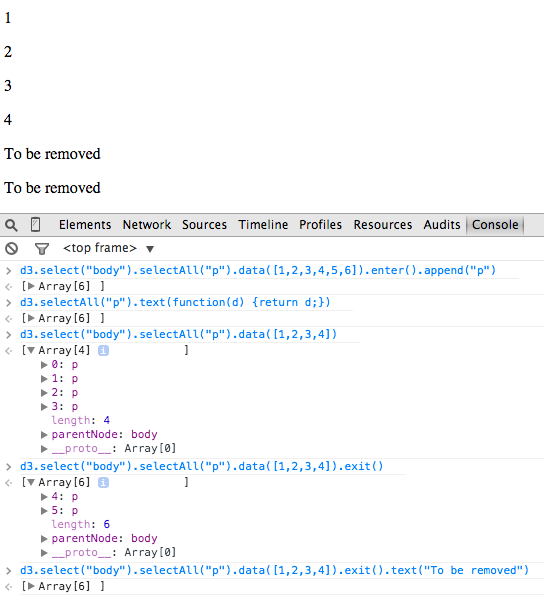 1
2
3
4
To be removed
To be removed
Elements Network Sources Timeline Profiles Resources Audits Console
<top frame> ▼
> d3.select("body").selectAll("p").data([1,2,3,4,5,6]).enter().append("p")
[▶ Array[6] ]
> d3.selectAll("p").text(function(d) {return d;})
[▶ Array[6] ]
> d3.select("body").selectAll("p").data([1,2,3,4])
[▼ Array[4] i ]
▶ 0: p
▶ 1: p
▶ 2: p
▶ 3: p
length: 4
▶ parentNode: body
▶ __proto__: Array[0]
> d3.select("body").selectAll("p").data([1,2,3,4]).exit()
[▼ Array[6] i ]
▶ 4: p
▶ 5: p
length: 6
▶ parentNode: body
▶ __proto__: Array[0]
> d3.select("body").selectAll("p").data([1,2,3,4]).exit().text("To be removed")
[▶ Array[6] ]